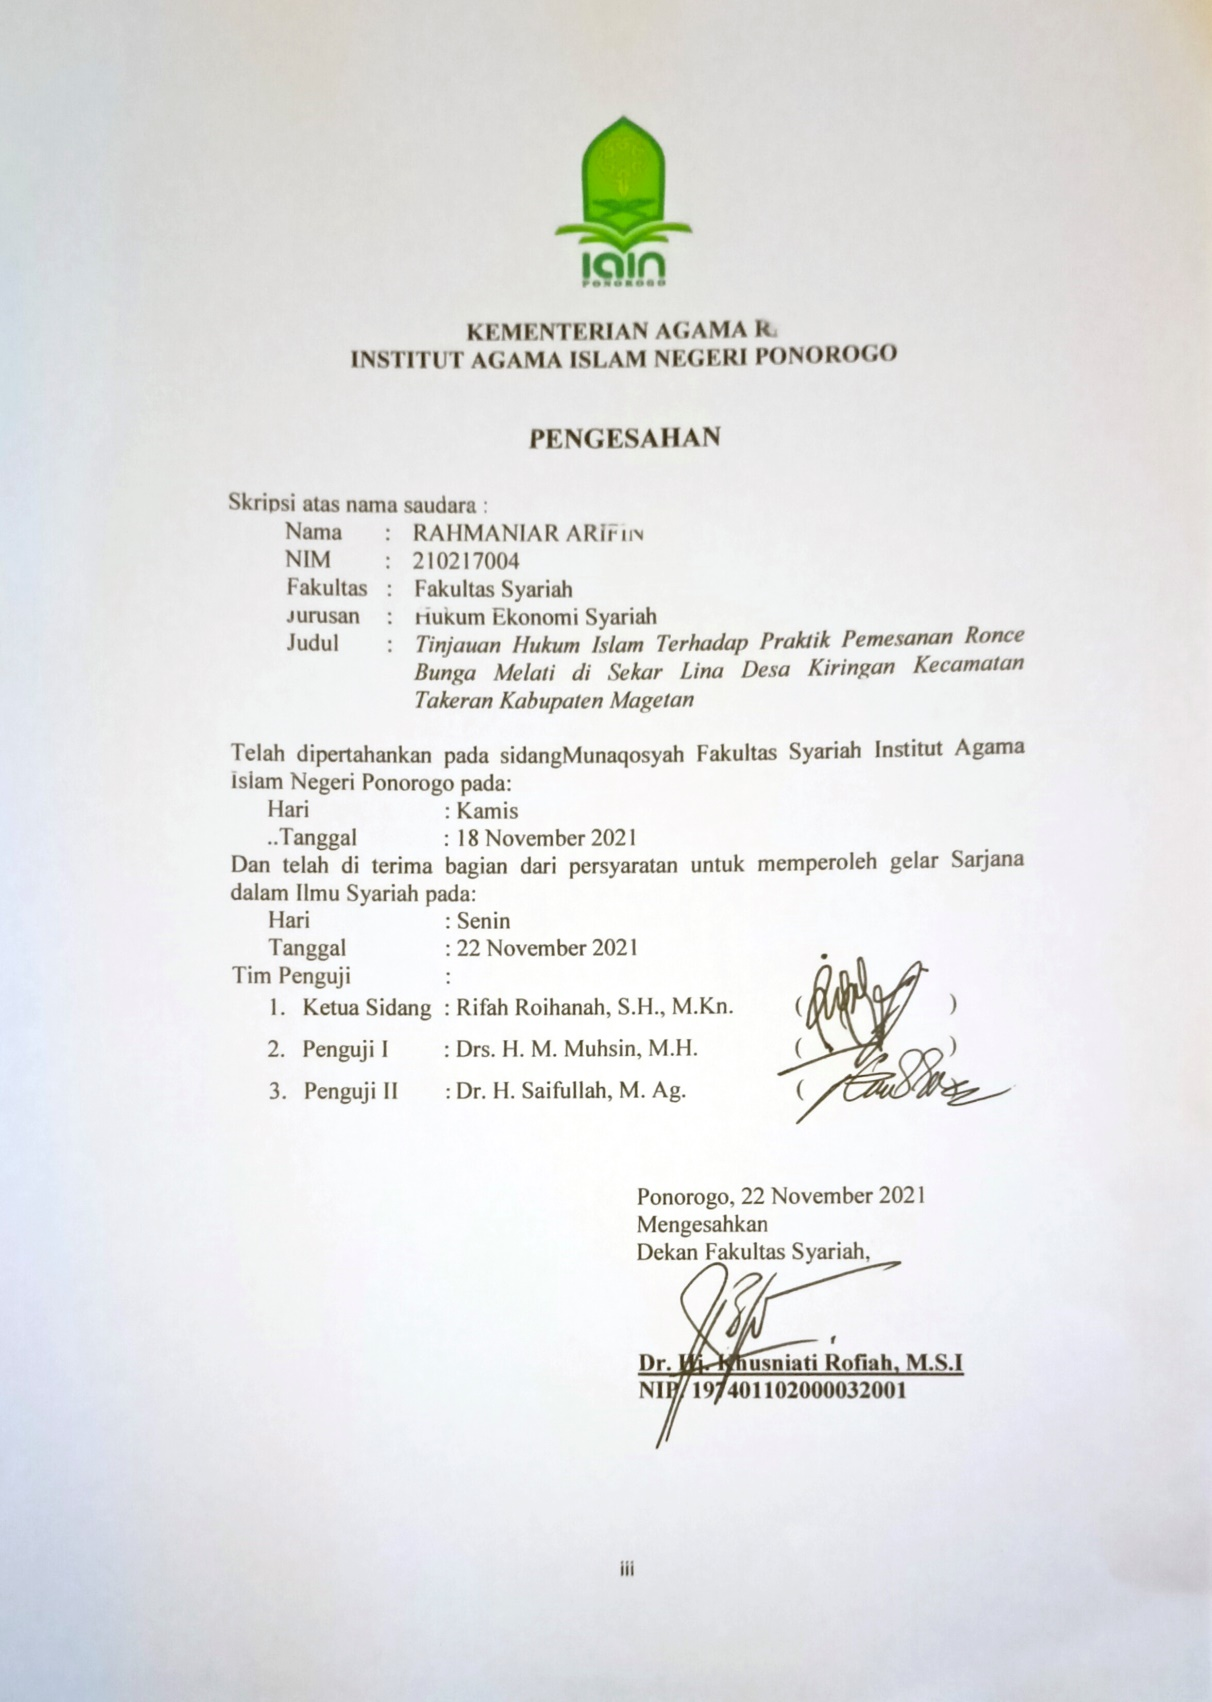 iain
PONOROGO
KEMENTERIAN AGAMA
INSTITUT AGAMA ISLAM NEGERI PONOROGO
PENGESAHAN
Skripsi atas nama saudara :
Nama : RAHMANIAR ARIFIN
NIM : 210217004
Fakultas : Fakultas Syariah
Jurusan : Hukum Ekonomi Syariah
Judul : Tinjauan Hukum Islam Terhadap Praktik Pemesanan Ronce
Bunga Melati di Sekar Lina Desa Kiringan Kecamatan
Takeran Kabupaten Magetan
Telah dipertahankan pada sidangMunaqosyah Fakultas Syariah Institut Agama
Islam Negeri Ponorogo pada:
Hari : Kamis
..Tanggal : 18 November 2021
Dan telah di terima bagian dari persyaratan untuk memperoleh gelar Sarjana
dalam Ilmu Syariah pada:
Hari : Senin
Tanggal : 22 November 2021
Tim Penguji :
1. Ketua Sidang : Rifah Roihanah, S.H., M.Kn. ( )
2. Penguji I : Drs. H. M. Muhsin, M.H. ( )
3. Penguji II : Dr. H. Saifullah, M. Ag. (
Ponorogo, 22 November 2021
Mengesahkan
Dekan Fakultas Syariah,
Dr. Hj. Khusniati Rofiah, M.S.I
NIP. 197401102000032001
iii